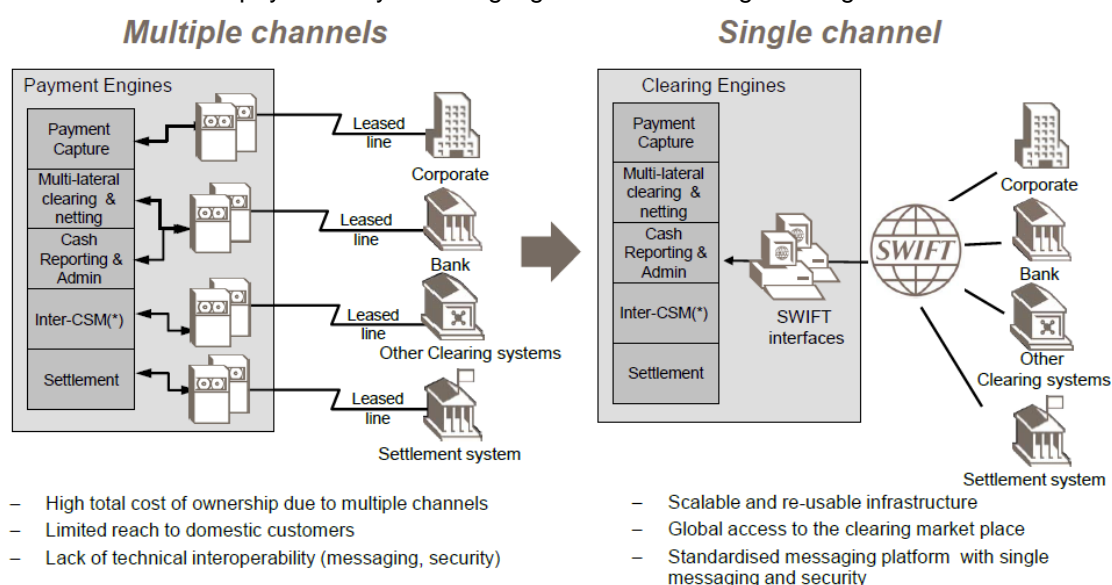 Multiple channels
Single channel
Payment Engines
Payment
Capture
Multi-lateral
clearing &
netting
Cash
Reporting &
Admin
Inter-CSM(*)
Settlement
Leased
line
Corporate
Leased
line
Bank
Leased
line
Other Clearing systems
Leased
line
Settlement system
Clearing Engines
Payment
Capture
Multi-lateral
clearing &
netting
Cash
Reporting &
Admin
Inter-CSM(*)
Settlement
SWIFT
interfaces
SWIFT
Corporate
Bank
Other
Clearing systems
Settlement system
– High total cost of ownership due to multiple channels
– Limited reach to domestic customers
– Lack of technical interoperability (messaging, security)
– Scalable and re-usable infrastructure
– Global access to the clearing market place
– Standardised messaging platform with single
messaging and security